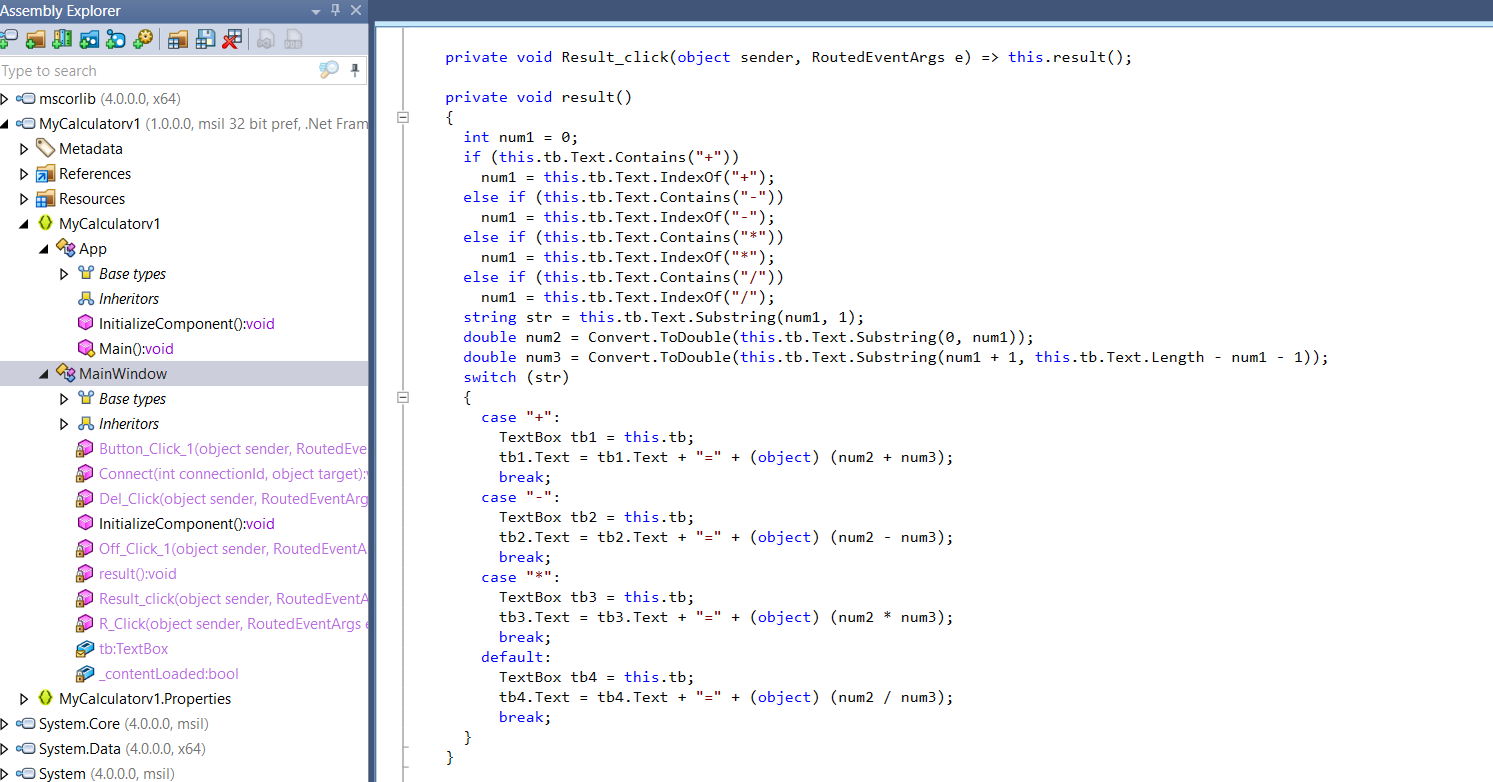 Assembly Explorer
Type to search
mscorlib (4.0.0.0, x64)
MyCalculatorv1 (1.0.0.0, msil 32 bit pref, .Net Fram
Metadata
References
Resources
MyCalculatorv1
App
Base types
Inheritors
InitializeComponent():void
Main():void
MainWindow
Base types
Inheritors
Button_Click_1(object sender, RoutedEve
Connect(int connectionId, object target):v
Del_Click(object sender, RoutedEventArg
InitializeComponent():void
Off_Click_1(object sender, RoutedEventA
result():void
Result_click(object sender, RoutedEventA
R_Click(object sender, RoutedEventArgs e
tb:TextBox
_contentLoaded:bool
MyCalculatorv1.Properties
System.Core (4.0.0.0, msil)
System.Data (4.0.0.0, x64)
System (4.0.0.0, msil)
private void Result_click(object sender, RoutedEventArgs e) => this.result();
private void result()
{
int num1 = 0;
if (this.tb.Text.Contains("+"))
num1 = this.tb.Text.IndexOf("+");
else if (this.tb.Text.Contains("-"))
num1 = this.tb.Text.IndexOf("-");
else if (this.tb.Text.Contains("*"))
num1 = this.tb.Text.IndexOf("*");
else if (this.tb.Text.Contains("/"))
num1 = this.tb.Text.IndexOf("/");
string str = this.tb.Text.Substring(num1, 1);
double num2 = Convert.ToDouble(this.tb.Text.Substring(0, num1));
double num3 = Convert.ToDouble(this.tb.Text.Substring(num1 + 1, this.tb.Text.Length - num1 - 1));
switch (str)
{
case "+":
TextBox tb1 = this.tb;
tb1.Text = tb1.Text + "=" + (object) (num2 + num3);
break;
case "-":
TextBox tb2 = this.tb;
tb2.Text = tb2.Text + "=" + (object) (num2 - num3);
break;
case "*":
TextBox tb3 = this.tb;
tb3.Text = tb3.Text + "=" + (object) (num2 * num3);
break;
default:
TextBox tb4 = this.tb;
tb4.Text = tb4.Text + "=" + (object) (num2 / num3);
break;
}
}